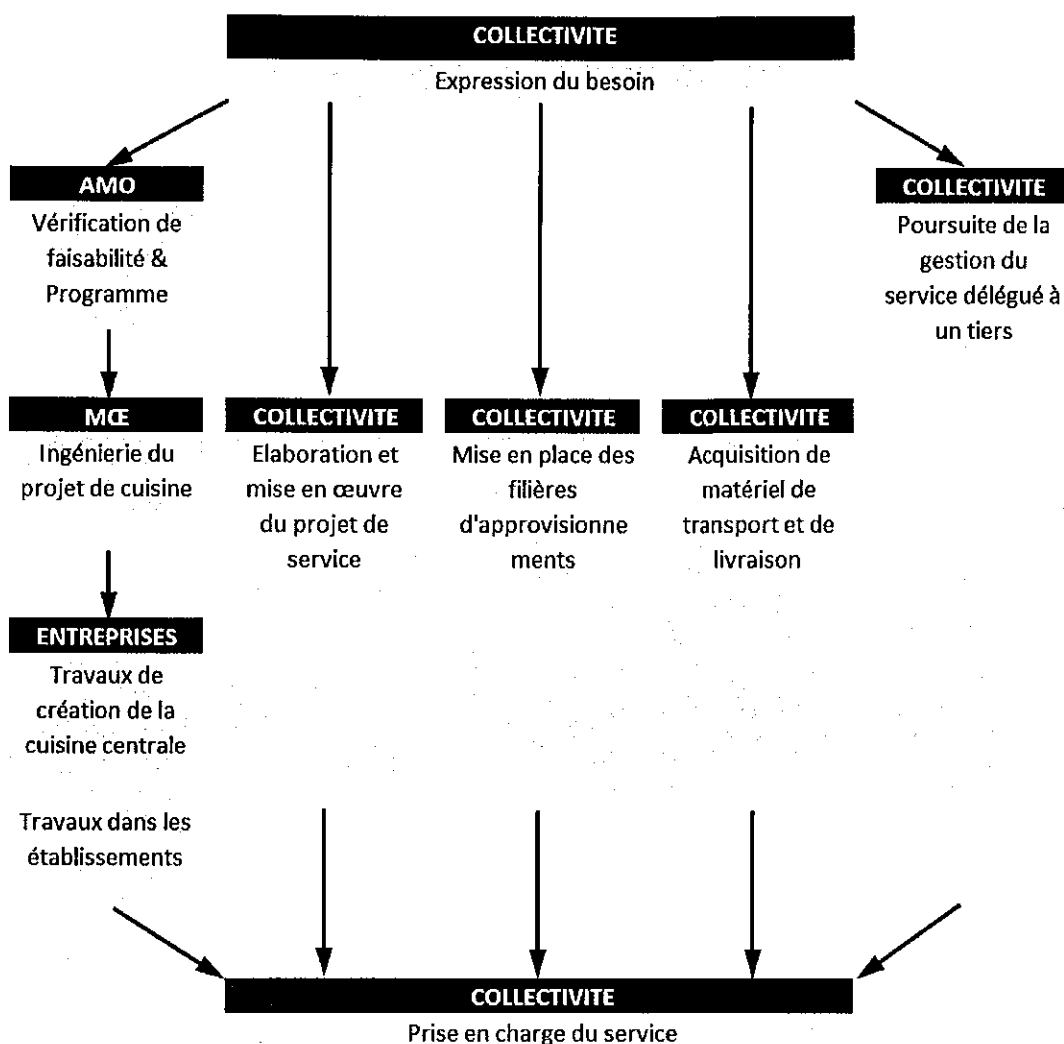 COLLECTIVITE
Expression du besoin
AMO
Vérification de
faisabilité &
Programme
COLLECTIVITE
Poursuite de la
gestion du
service délégué à
un tiers
MŒ
Ingénierie du
projet de cuisine
COLLECTIVITE
Elaboration et
mise en œuvre
du projet de
service
COLLECTIVITE
Mise en place des
filières
d'approvisionne
ments
COLLECTIVITE
Acquisition de
matériel de
transport et de
livraison
ENTREPRISES
Travaux de
création de la
cuisine centrale
Travaux dans les
établissements
COLLECTIVITE
Prise en charge du service